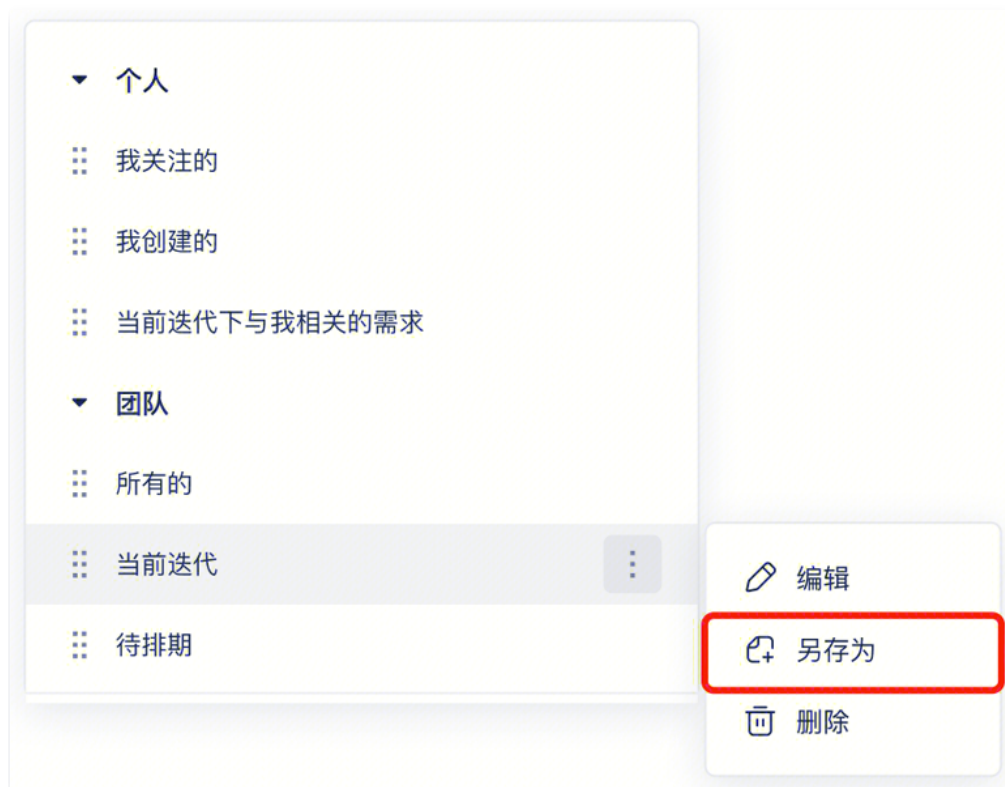 个人
我关注的
我创建的
当前迭代下与我相关的需求
团队
所有的
当前迭代
待排期
编辑
另存为
删除